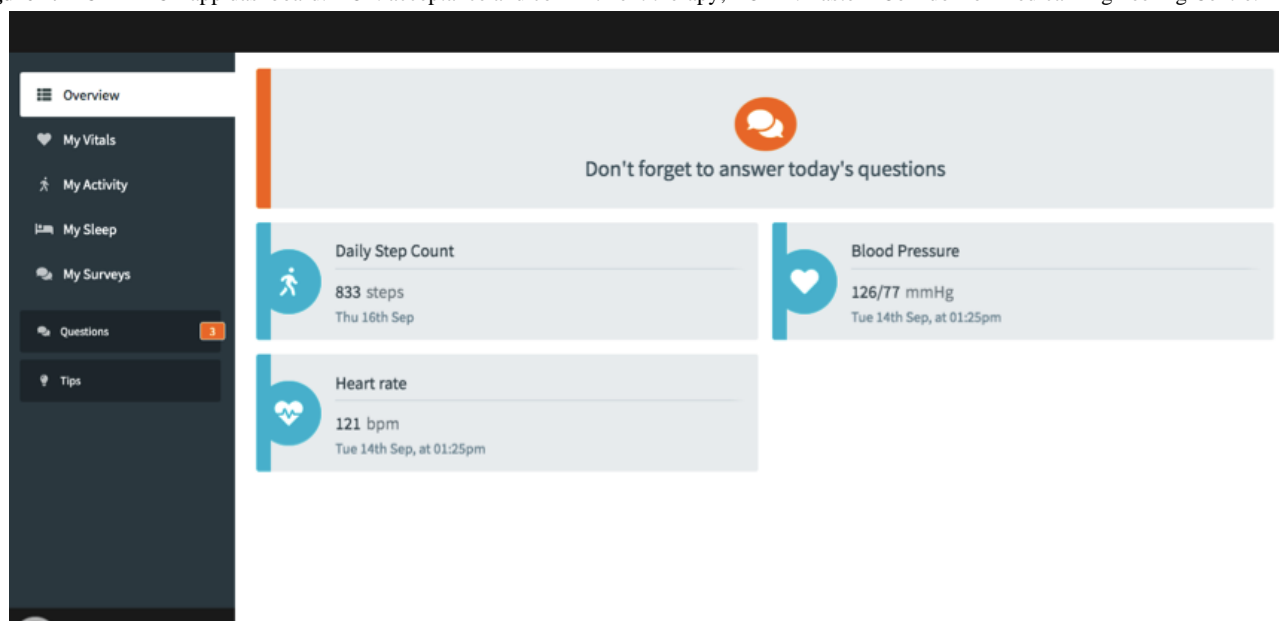 Overview
My Vitals
My Activity
My Sleep
My Surveys
Questions 3
Tips
Don't forget to answer today's questions
Daily Step Count
833 steps
Thu 16th Sep
Blood Pressure
126/77 mmHg
Tue 14th Sep, at 01:25pm
Heart rate
121 bpm
Tue 14th Sep, at 01:25pm